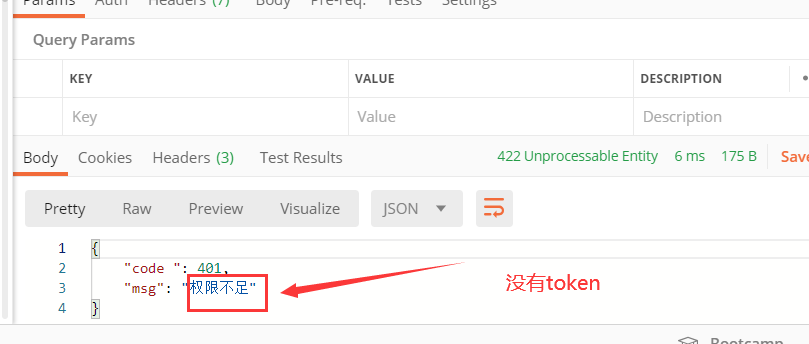 Params Auth Headers (7) Body Pre-req. Tests Settings
Query Params
KEY VALUE DESCRIPTION
Key Value Description
Body Cookies Headers (3) Test Results 422 Unprocessable Entity 6 ms 175 B Save
Pretty Raw Preview Visualize JSON
1 {
2 "code ": 401,
3 "msg": "权限不足"
4 }
没有token
Bootcamp